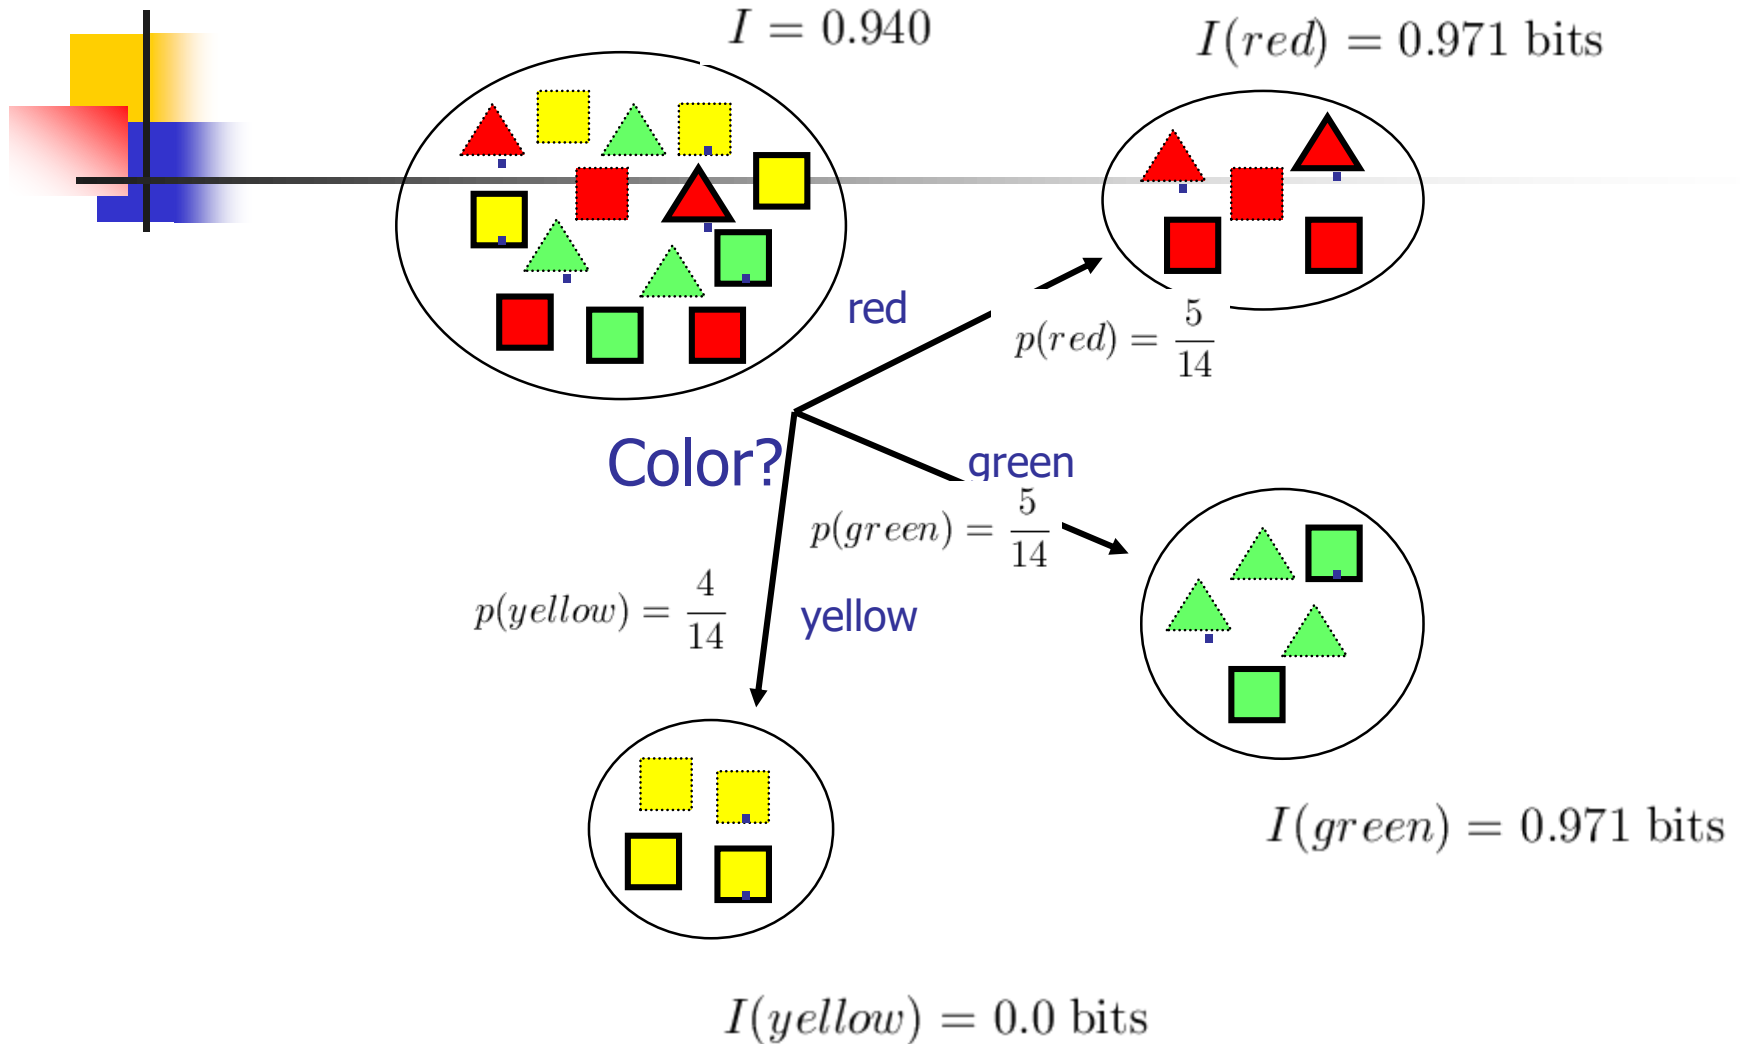 I = 0.940
I(red) = 0.971 bits
red
p(red) = 5/14
Color?
green
p(green) = 5/14
p(yellow) = 4/14
yellow
I(green) = 0.971 bits
I(yellow) = 0.0 bits